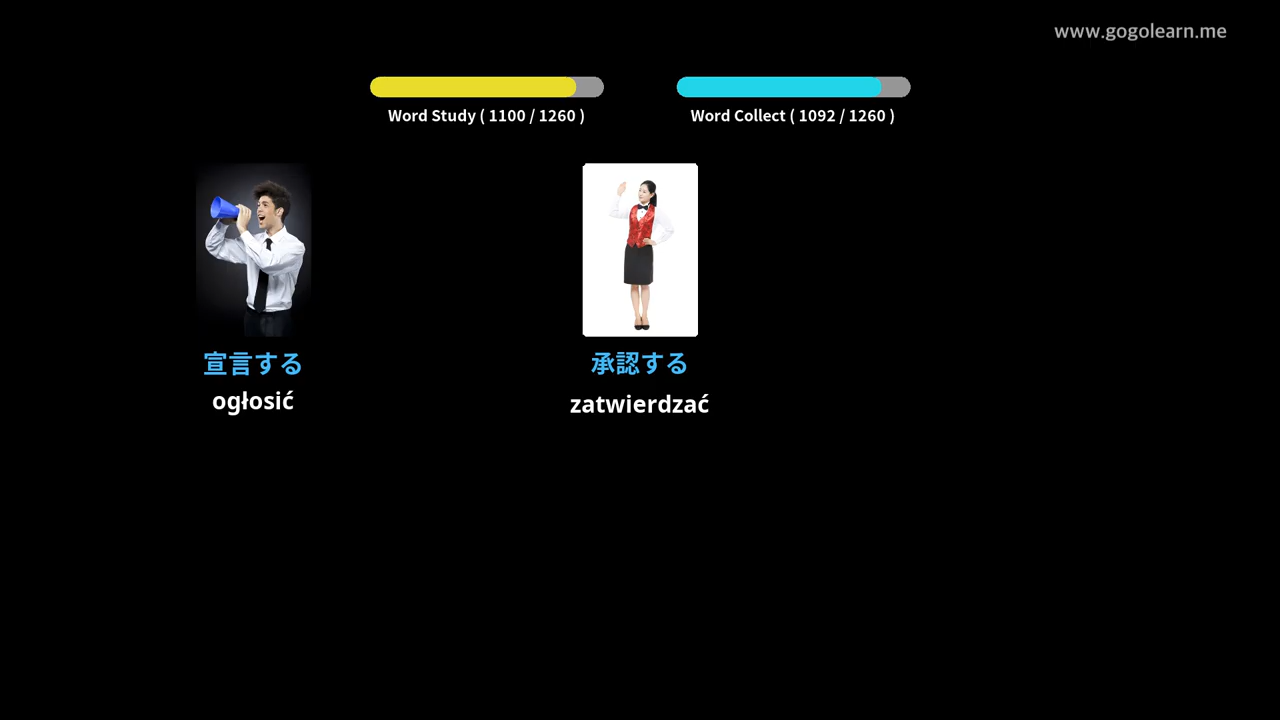 www.gogolearn.me
Word Study ( 1100 / 1260 )
Word Collect ( 1092 / 1260 )
宣言する
ogłosić
承認する
zatwierdzać